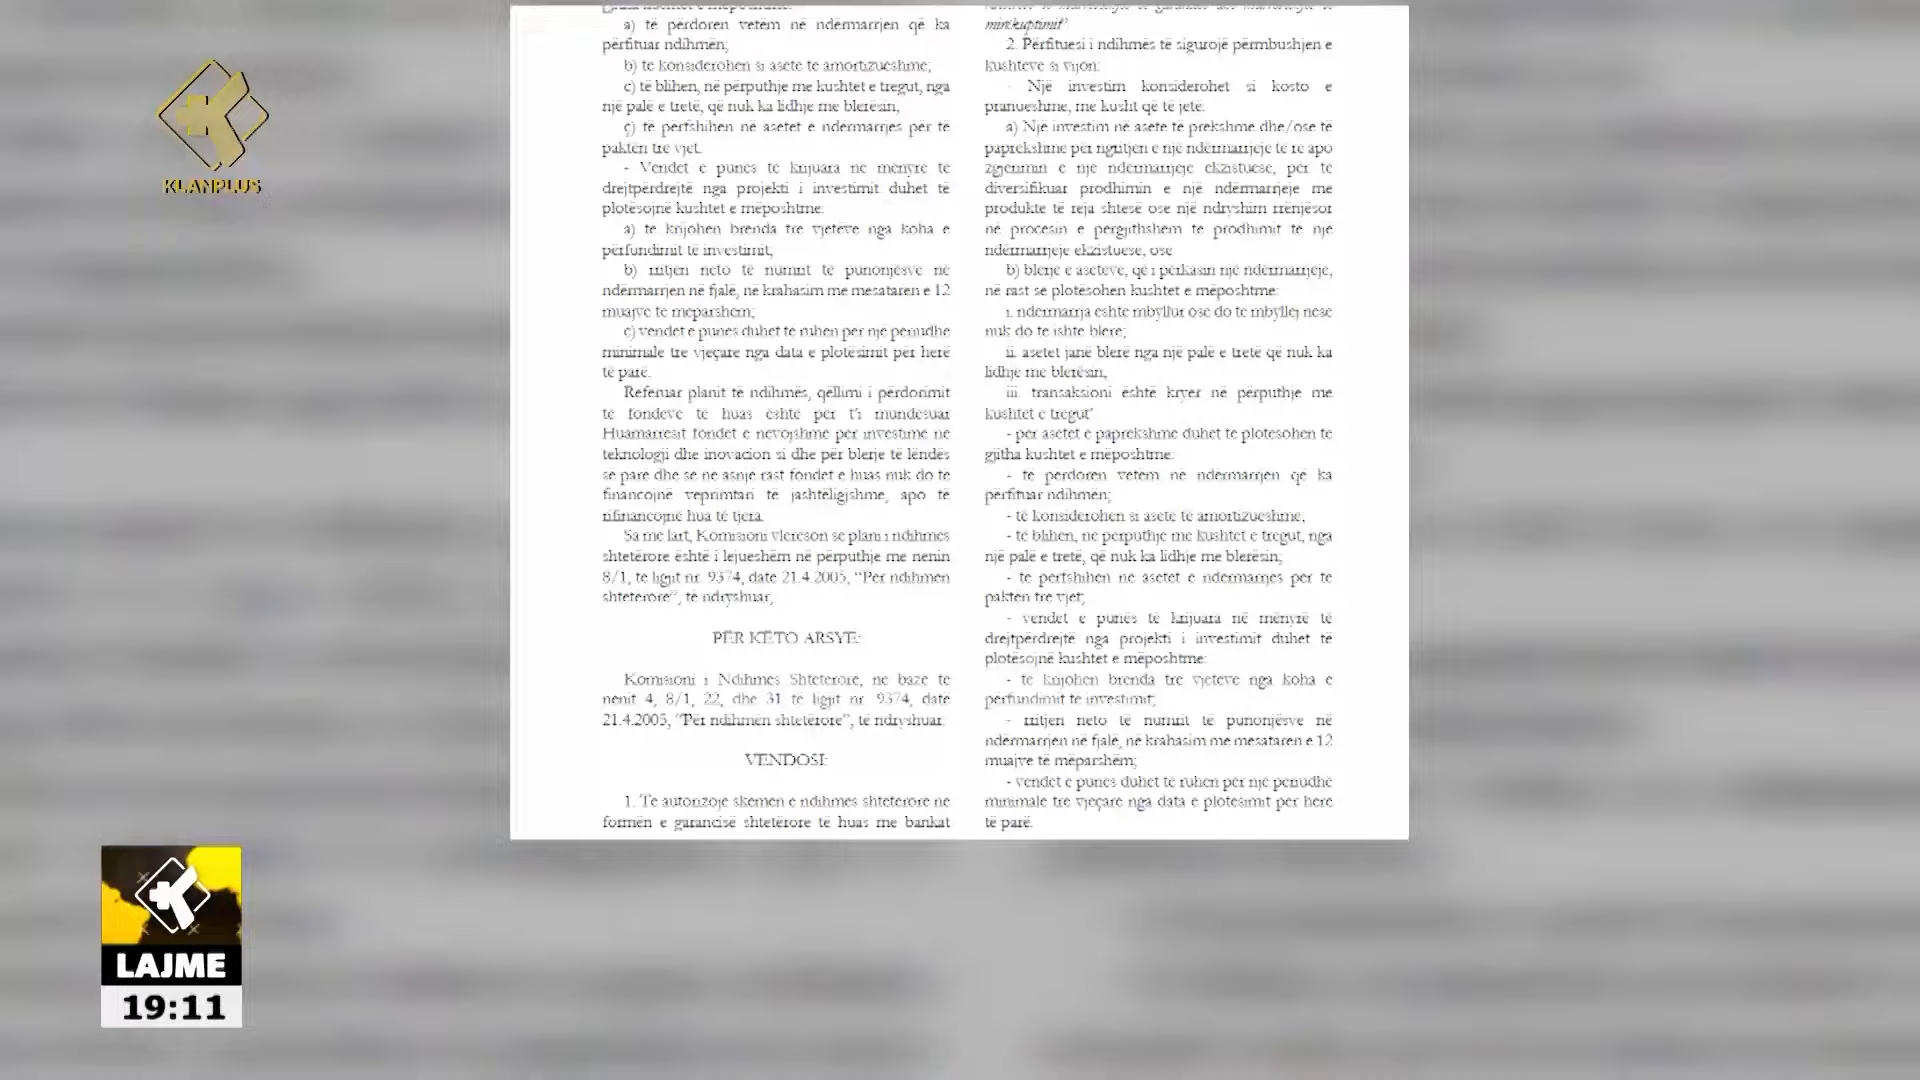 a) të përdoren vetëm në ndërmarrjen që ka
përfituar ndihmën;
b) të konsiderohen si asete të amortizueshme;
c) të blihen, në përputhje me kushtet e tregut, nga
një palë e tretë, që nuk ka lidhje me blerësin;
ç) të përfshihen në asetet e ndërmarrjes për të
paktën tre vjet.
- Vendet e punës të krijuara në mënyrë të
drejtpërdrejtë nga projekti i investimit duhet të
plotësojnë kushtet e mëposhtme:
a) të krijohen brenda tre vjetëve nga koha e
përfundimit të investimit;
b) rritjen neto të numrit të punonjësve në
ndërmarrjen në fjalë, në krahasim me mesataren e 12
muajve të mëparshëm;
c) vendet e punës duhet të ruhen për një periudhë
minimale tre vjeçare nga data e plotësimit për herë
të parë.
Referuar planit të ndihmës, qëllimi i përdorimit
të fondeve të huas është për t'i mundësuar
Huamarrësit fondet e nevojshme për investime në
teknologji dhe inovacion si dhe për blerje të lëndës
së parë dhe se në asnjë rast fondet e huas nuk do të
financojnë veprimtari të jashtëligjshme, apo të
rifinancojnë hua të tjera.
Sa më lart, Komisioni vlerëson se plani i ndihmës
shtetërore është i lejueshëm në përputhje me nenin
8/1, të ligjit nr. 9374, datë 21.4.2005, “Për ndihmën
shtetërore”, të ndryshuar,
PËR KËTO ARSYE:
Komisioni i Ndihmës Shtetërore, në bazë të
nenit 4, 8/1, 22, dhe 31 të ligjit nr. 9374, datë
21.4.2005, “Për ndihmën shtetërore”, të ndryshuar.
VENDOSI:
1. Të autorizojë skemën e ndihmës shtetërore në
formën e garancisë shtetërore të huas me bankat
mirëkuptimit”
2. Përfituesi i ndihmës të sigurojë përmbushjen e
kushteve si vijon:
- Një investim konsiderohet si kosto e
pranueshme, me kusht që të jetë:
a) Një investim në asete të prekshme dhe/ose të
paprekshme për ngritjen e një ndërmarrjeje të re apo
zgjerimin e një ndërmarrjeje ekzistuese, për të
diversifikuar prodhimin e një ndërmarrjeje me
produkte të reja shtesë ose një ndryshim rrënjësor
në procesin e përgjithshëm të prodhimit të një
ndërmarrjeje ekzistuese, ose
b) blerje e aseteve, që i përkasin një ndërmarrjeje,
në rast se plotësohen kushtet e mëposhtme:
i. ndërmarrja është mbyllur ose do të mbyllej nëse
nuk do të ishte blerë;
ii. asetet janë blerë nga një palë e tretë që nuk ka
lidhje me blerësin;
iii. transaksioni është kryer në përputhje me
kushtet e tregut”
- për asetet e paprekshme duhet të plotësohen të
gjitha kushtet e mëposhtme:
- të përdoren vetëm në ndërmarrjen që ka
përfituar ndihmën;
- të konsiderohen si asete të amortizueshme;
- të blihen, në përputhje me kushtet e tregut, nga
një palë e tretë, që nuk ka lidhje me blerësin;
- të përfshihen në asetet e ndërmarrjes për të
paktën tre vjet;
- vendet e punës të krijuara në mënyrë të
drejtpërdrejtë nga projekti i investimit duhet të
plotësojnë kushtet e mëposhtme:
- të krijohen brenda tre vjetëve nga koha e
përfundimit të investimit;
- rritjen neto të numrit të punonjësve në
ndërmarrjen në fjalë, në krahasim me mesataren e 12
muajve të mëparshëm;
- vendet e punës duhet të ruhen për një periudhë
minimale tre vjeçare nga data e plotësimit për herë
të parë.
KLANPLUS
LAJME
19:11